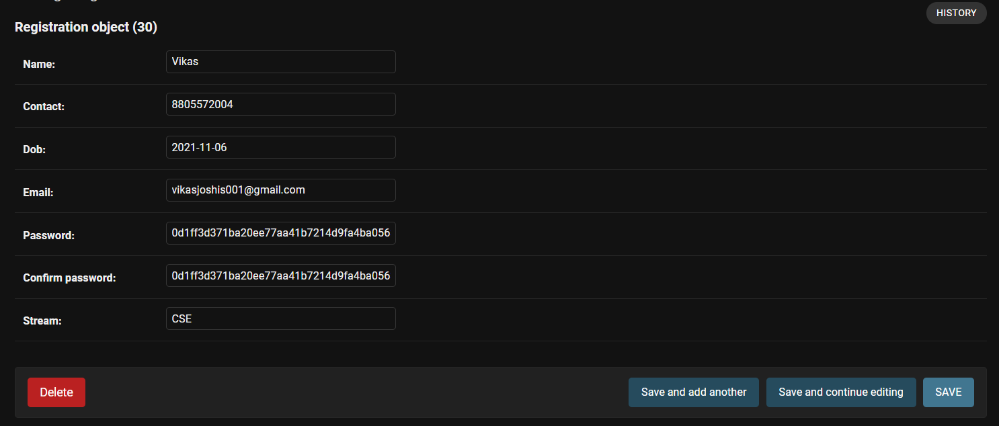 HISTORY
Registration object (30)
Name: Vikas
Contact: 8805572004
Dob: 2021-11-06
Email: vikasjoshis001@gmail.com
Password: 0d1ff3d371ba20ee77aa41b7214d9fa4ba056
Confirm password: 0d1ff3d371ba20ee77aa41b7214d9fa4ba056
Stream: CSE
Delete Save and add another Save and continue editing SAVE